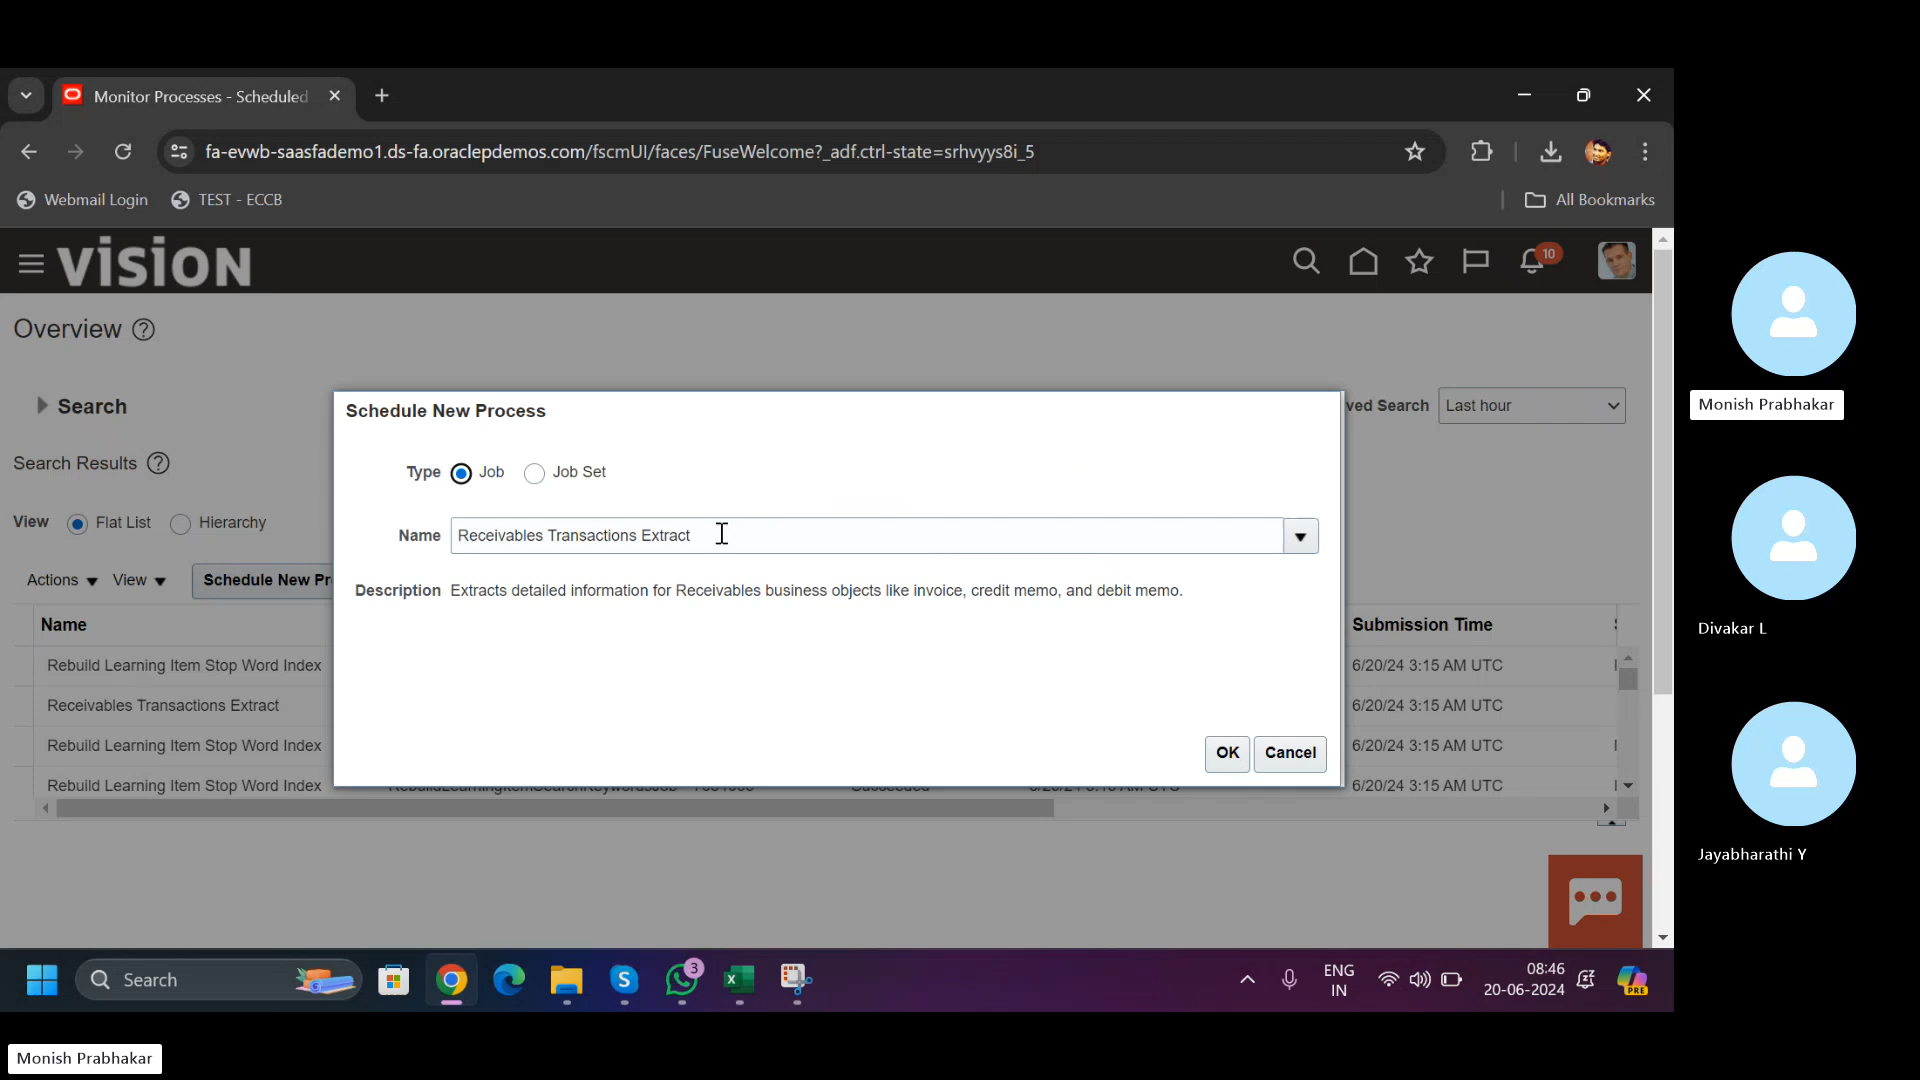 Monitor Processes - Scheduled
fa-evwb-saasfademo1.ds-fa.oraclepdemos.com/fscmUI/faces/FuseWelcome?_adf.ctrl-state=srhvyys8i_5
Webmail Login
TEST - ECCB
All Bookmarks
VISION
10
Overview
Search
ved Search
Last hour
Search Results
View
Flat List
Hierarchy
Actions
View
Schedule New Pr
Name
Submission Time
Rebuild Learning Item Stop Word Index
6/20/24 3:15 AM UTC
Receivables Transactions Extract
6/20/24 3:15 AM UTC
Rebuild Learning Item Stop Word Index
6/20/24 3:15 AM UTC
Rebuild Learning Item Stop Word Index
6/20/24 3:15 AM UTC
Schedule New Process
Type
Job
Job Set
Name
Receivables Transactions Extract
Description
Extracts detailed information for Receivables business objects like invoice, credit memo, and debit memo.
OK
Cancel
Monish Prabhakar
Divakar L
Jayabharathi Y
Search
3
ENG
IN
08:46
20-06-2024
PRE
Monish Prabhakar